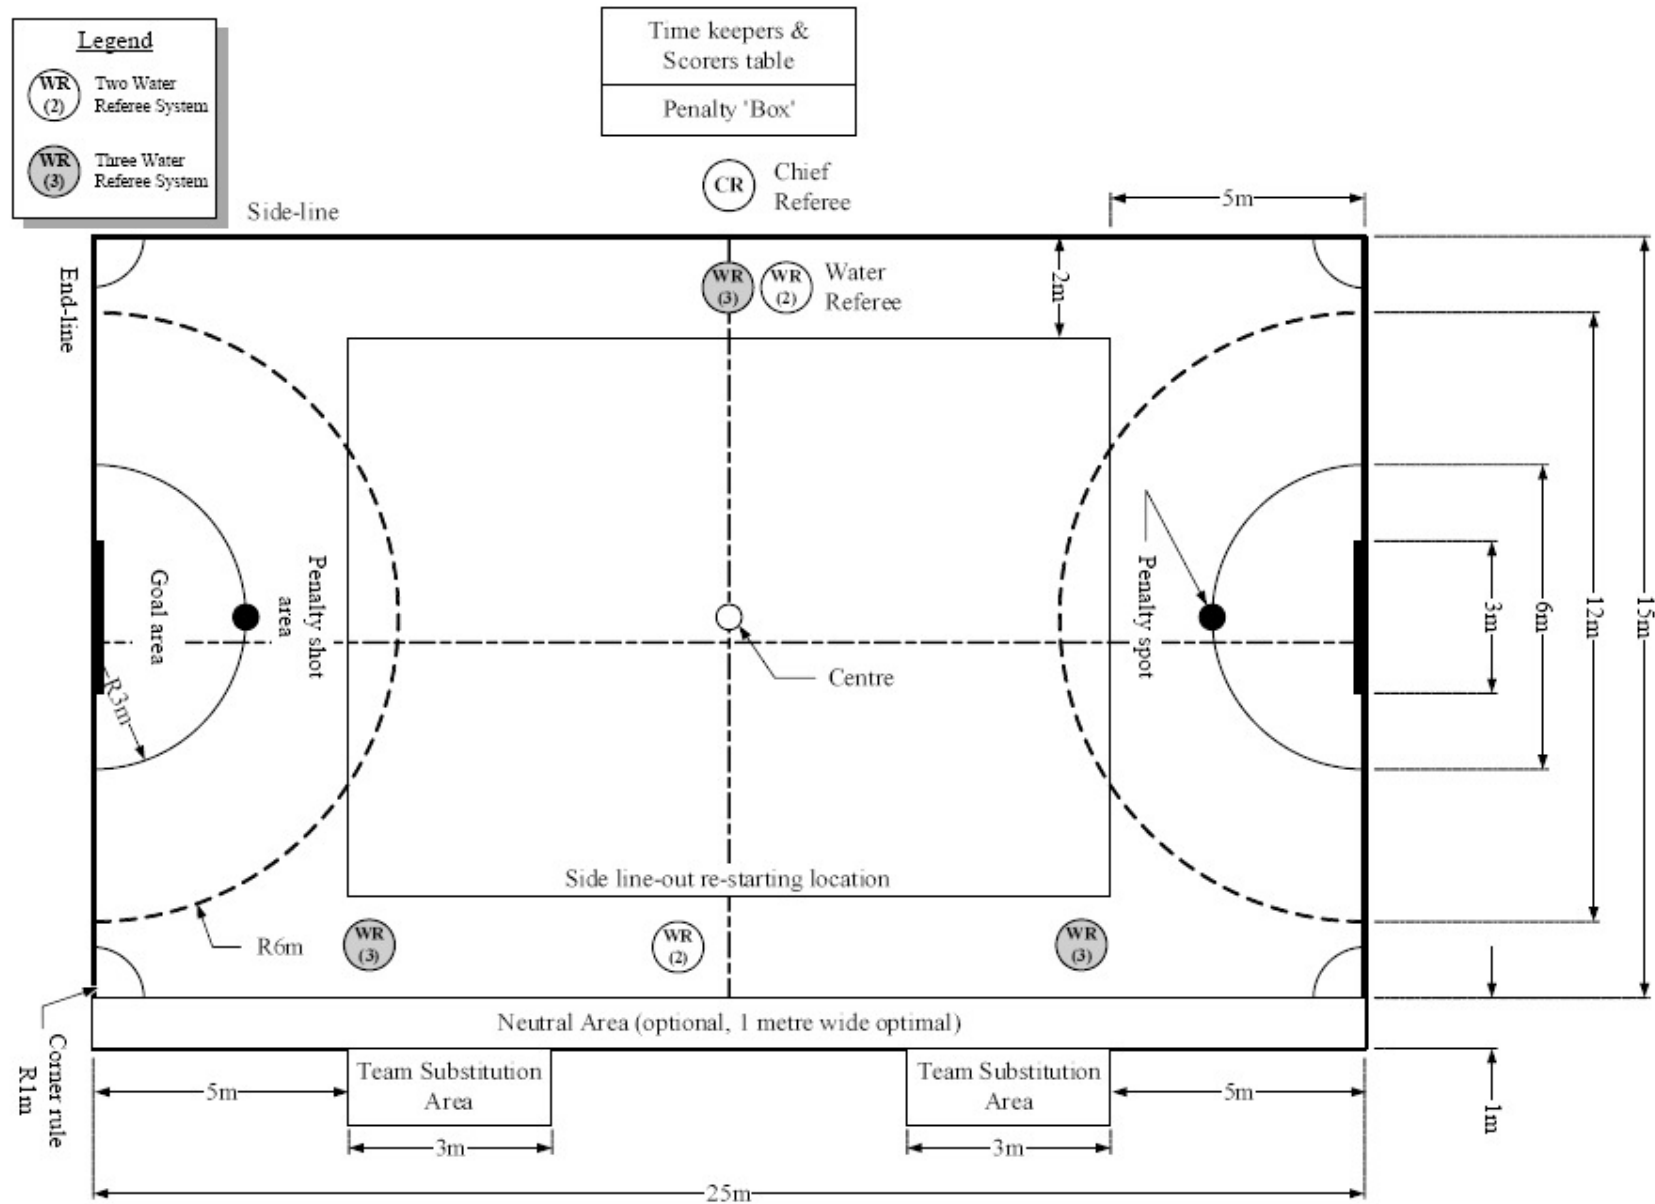 Legend
WR
(2)
Two Water
Referee System
WR
(3)
Three Water
Referee System
Time keepers &
Scorers table
Penalty 'Box'
CR
Chief
Referee
Side-line
5m
End-line
WR
(3)
WR
(2)
Water
Referee
2m
Goal area
Penalty shot
area
Penalty spot
3m
6m
12m
15m
R3m
Centre
Side line-out re-starting location
R6m
WR
(3)
WR
(2)
WR
(3)
Neutral Area (optional, 1 metre wide optimal)
Corner rule
R1m
5m
Team Substitution
Area
Team Substitution
Area
5m
1m
3m
3m
25m